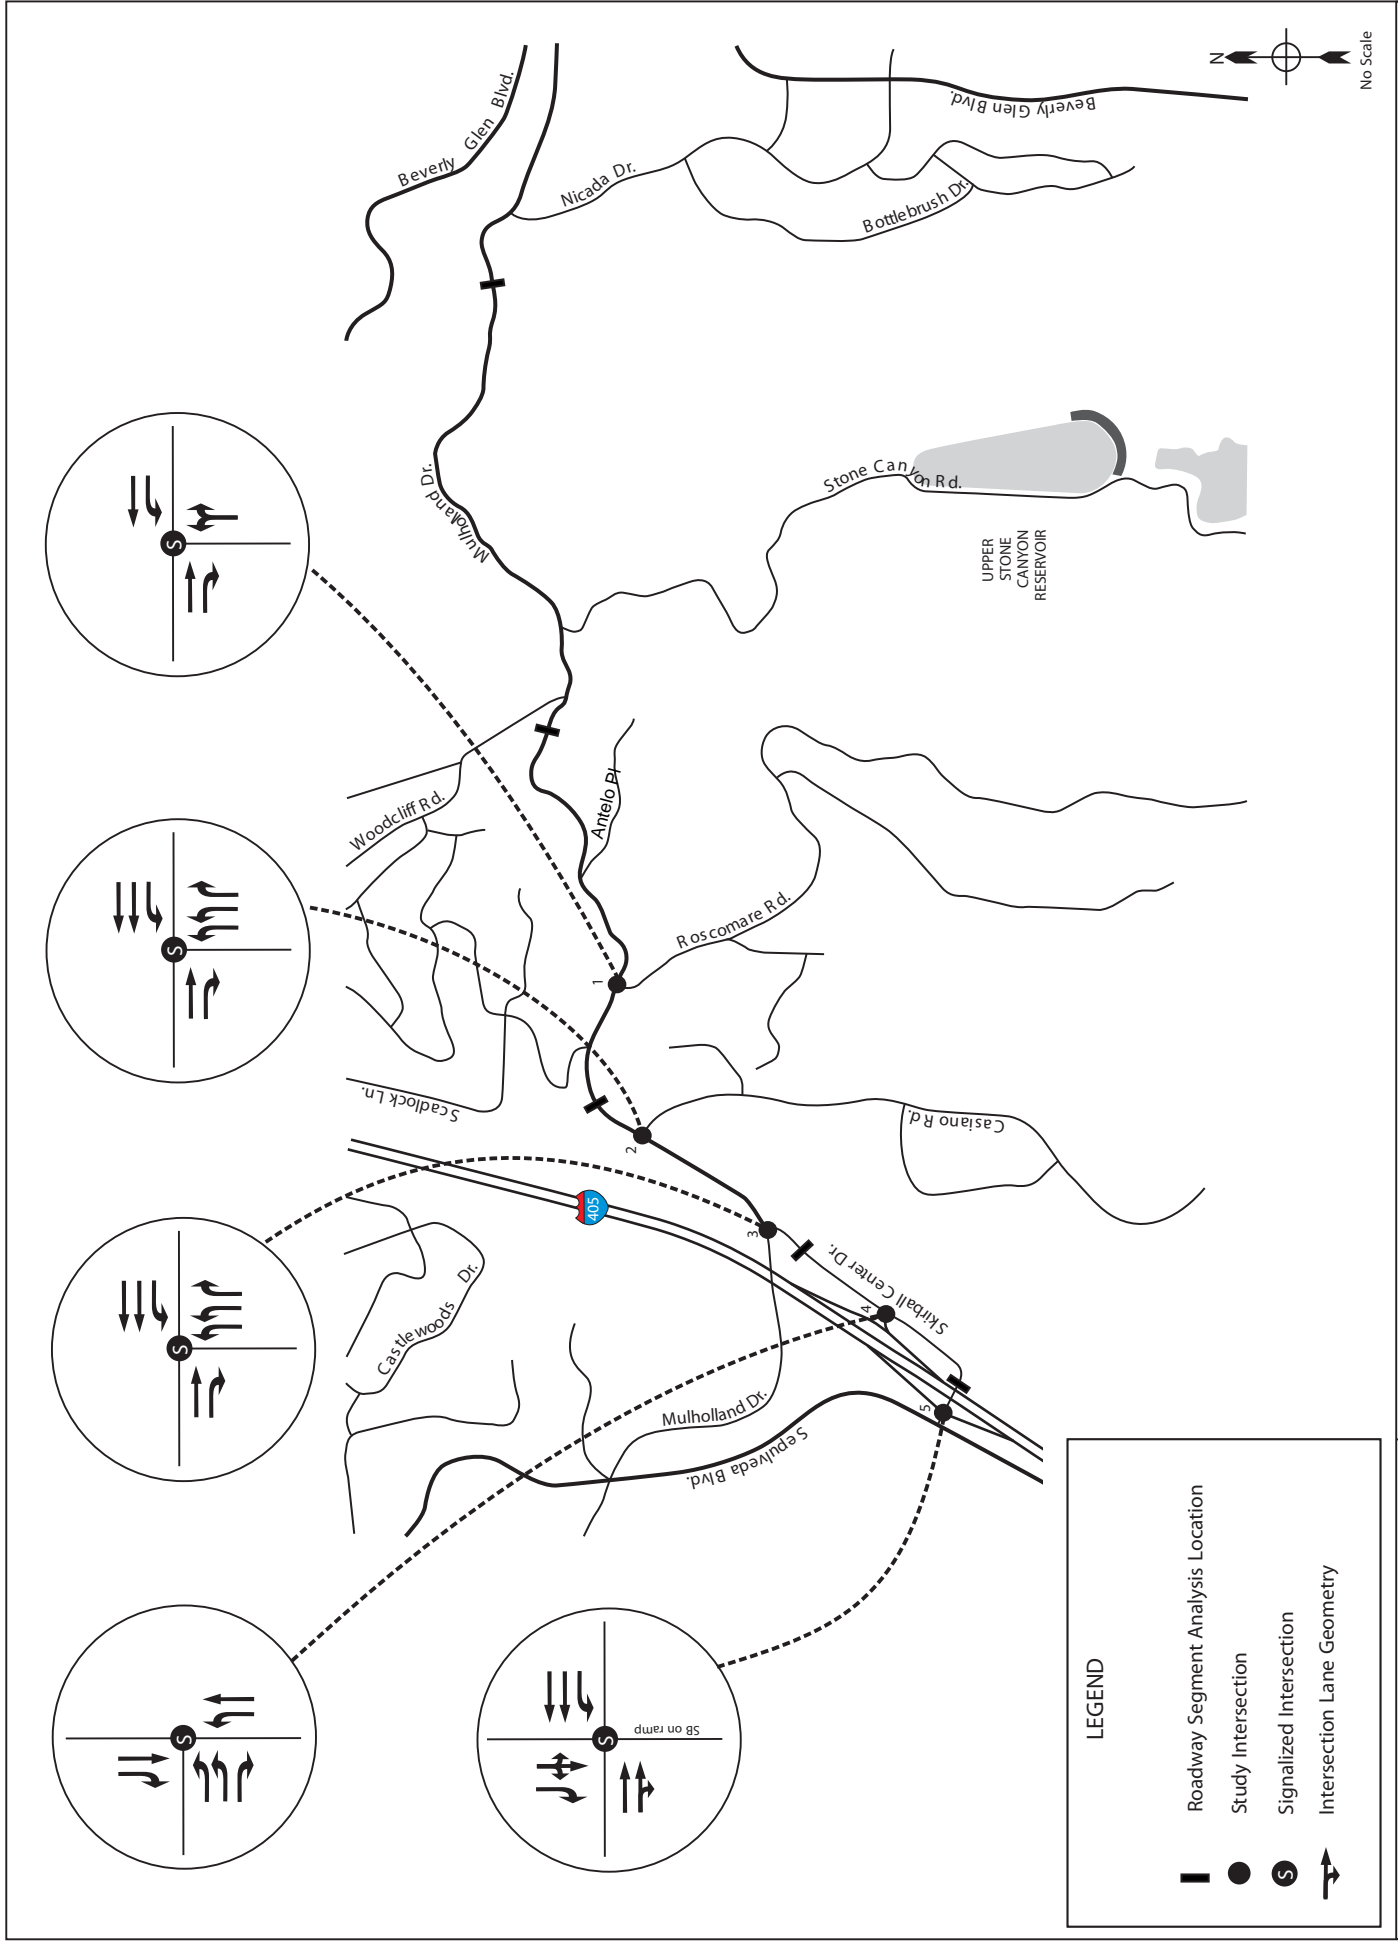 Beverly Glen Blvd.
Nicada Dr.
Bottlebrush Dr.
Beverly Glen Blvd.
N
No Scale
Mulholand Dr.
Stone Canyon Rd.
UPPER
STONE
CANYON
RESERVOIR
Woodcliff Rd.
Antelo Pl
Roscomare Rd.
Scadlock Ln.
Casiano Rd.
405
Castlewoods Dr.
Mulholland Dr.
Sepulveda Blvd.
Skirball Center Dr.
1
2
3
4
5
S
S
S
S
S
SB on ramp
LEGEND
Roadway Segment Analysis Location
Study Intersection
S Signalized Intersection
Intersection Lane Geometry